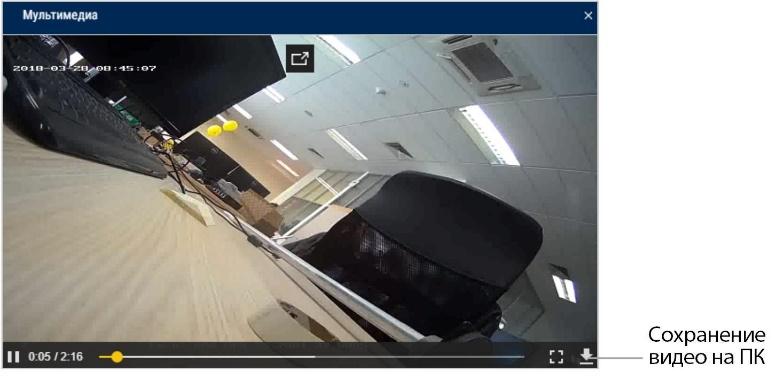 Мультимедиа
2018-03-28 08:45:07
0:05 / 2:16
Сохранение
видео на ПК